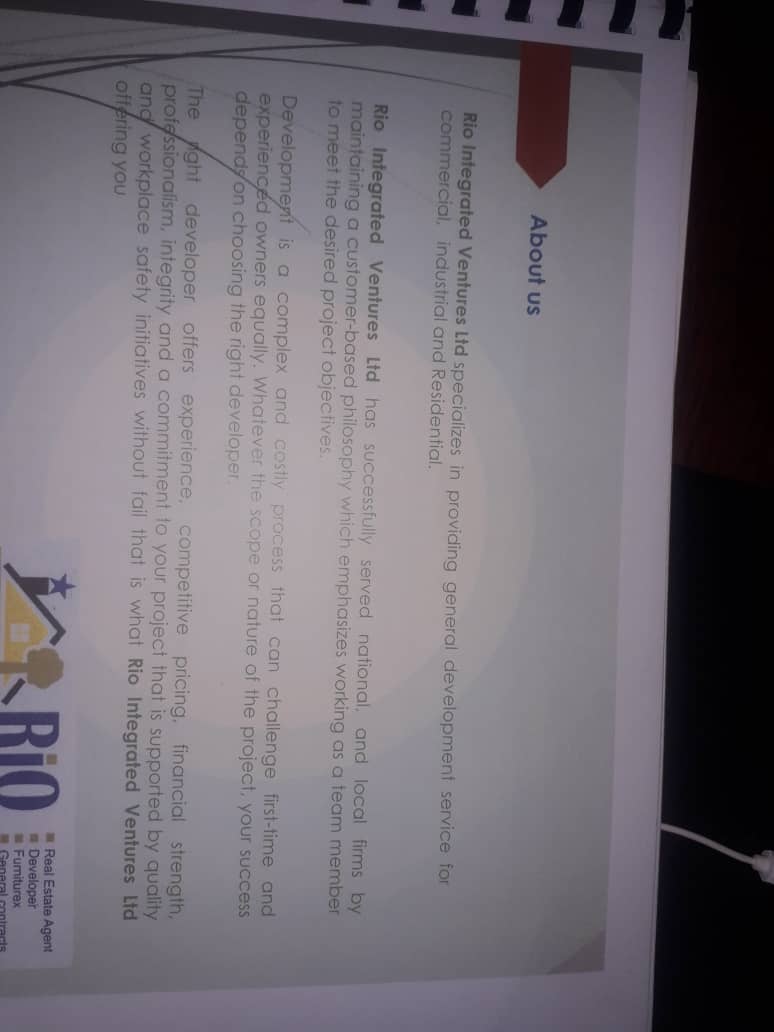 About us
Rio Integrated Ventures Ltd specializes in providing general development service for
commercial, industrial and Residential.
Rio Integrated Ventures Ltd has successfully served national, and local firms by
maintaining a customer-based philosophy which emphasizes working as a team member
to meet the desired project objectives.
Development is a complex and costly process that can challenge first-time and
experienced owners equally. Whatever the scope or nature of the project, your success
depends on choosing the right developer.
The right developer offers experience, competitive pricing, financial strength,
professionalism, integrity and a commitment to your project that is supported by quality
and workplace safety initiatives without fail that is what Rio Integrated Ventures Ltd
offering you
RiO
Real Estate Agent
Developer
Furniturex
General contracts